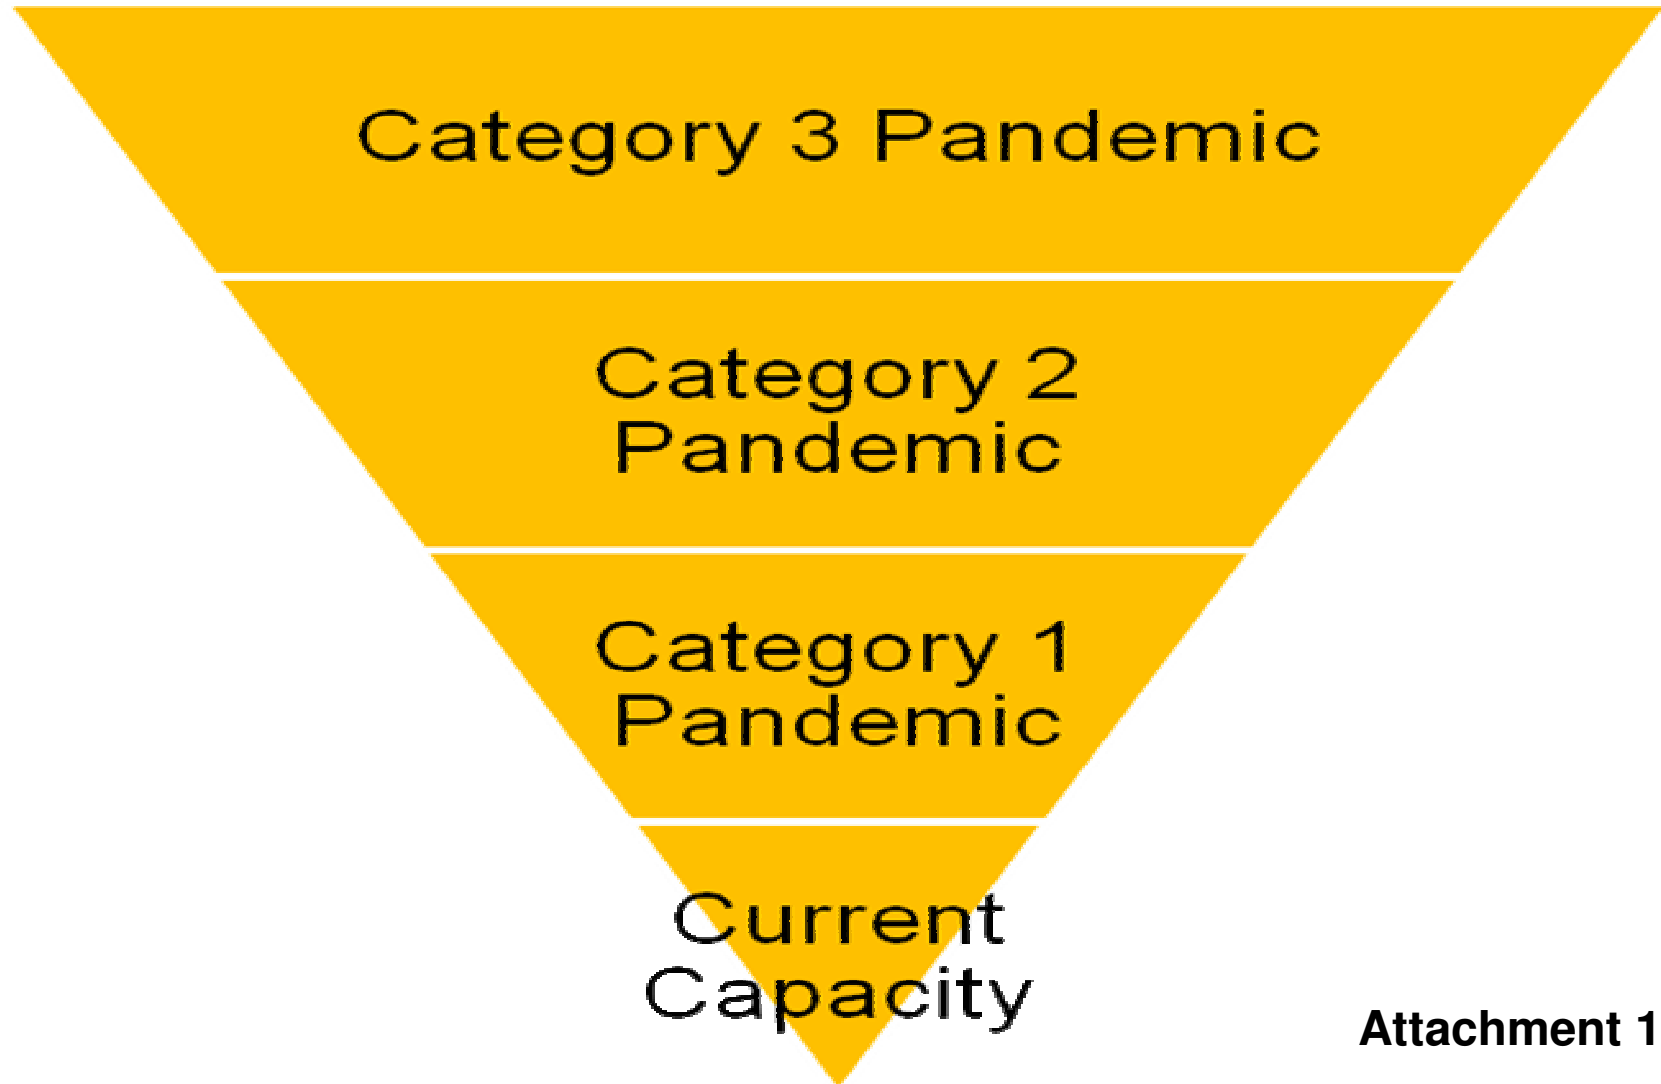 Category 3 Pandemic
Category 2
Pandemic
Category 1
Pandemic
Current
Capacity
Attachment 1